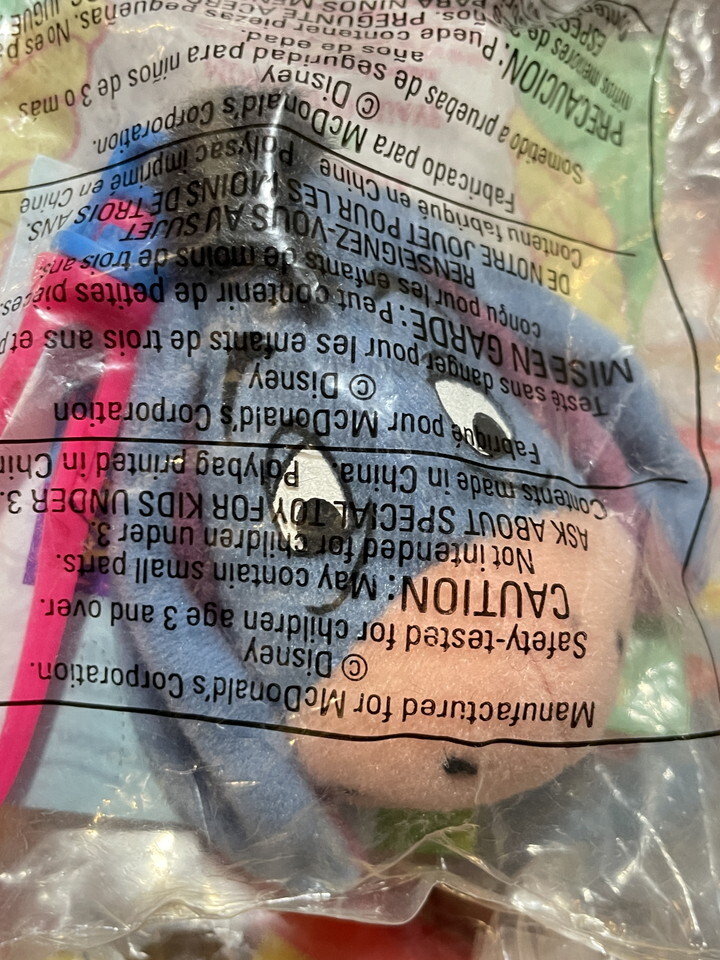 Manufactured for McDonald's Corporation.
© Disney
Safety-tested for children age 3 and over.
CAUTION: May contain small parts.
Not intended for children under 3.
ASK ABOUT SPECIAL TOY FOR KIDS UNDER 3.
Contents made in China. Polybag printed in Chin
Fabriqué pour McDonald's Corporation
© Disney
Testé sans danger pour les enfants de trois ans et
MISE EN GARDE: Peut contenir de petites pièces.
conçu pour les enfants de moins de trois ans.
RENSEIGNEZ-VOUS AU SUJET
DE NOTRE JOUET POUR LES MOINS DE TROIS ANS.
Contenu fabriqué en Chine Polysac imprimé en Chine
Fabricado para McDonald's Corporation.
© Disney
Sometido a pruebas de seguridad para niños de 3 o mas
años de edad.
PRECAUCION: Puede contener piezas pequeñas. No es pa
niños menores de 3 años. PREGUNTE ACER
ESPEC